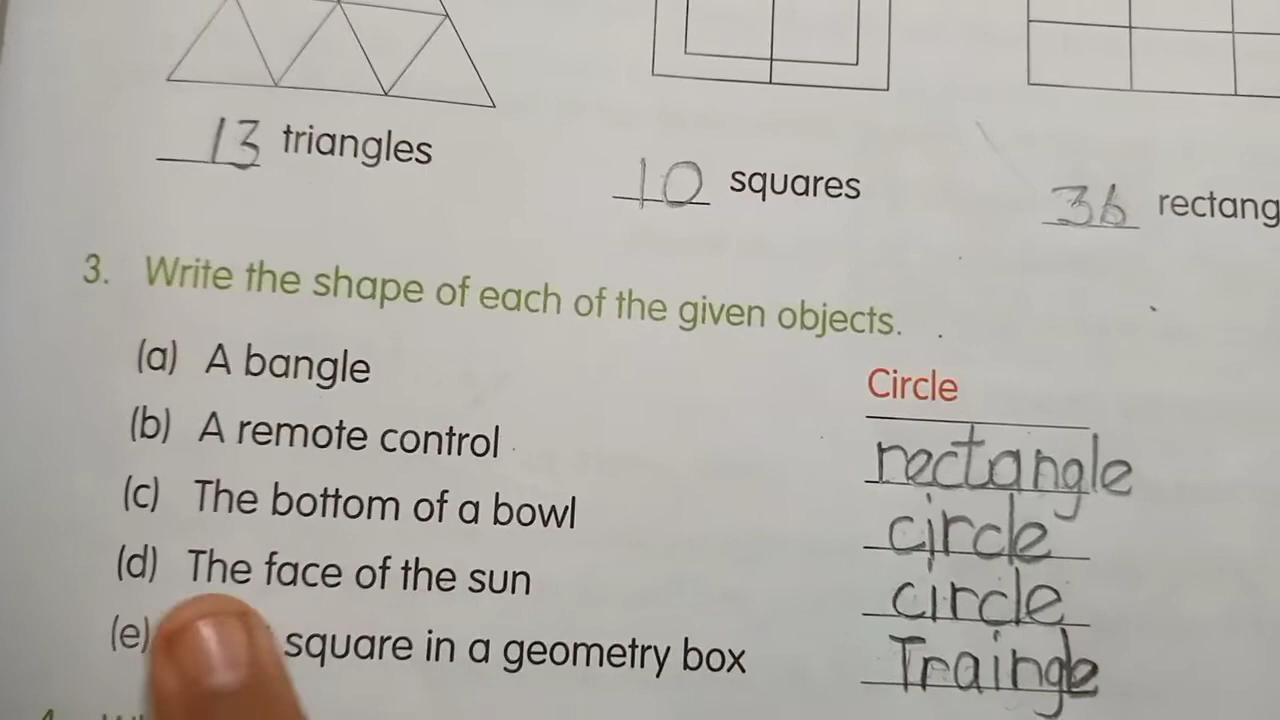 13 triangles
10 squares
36 rectang
3. Write the shape of each of the given objects.
(a) A bangle Circle
(b) A remote control rectangle
(c) The bottom of a bowl circle
(d) The face of the sun circle
(e) square in a geometry box Traingle